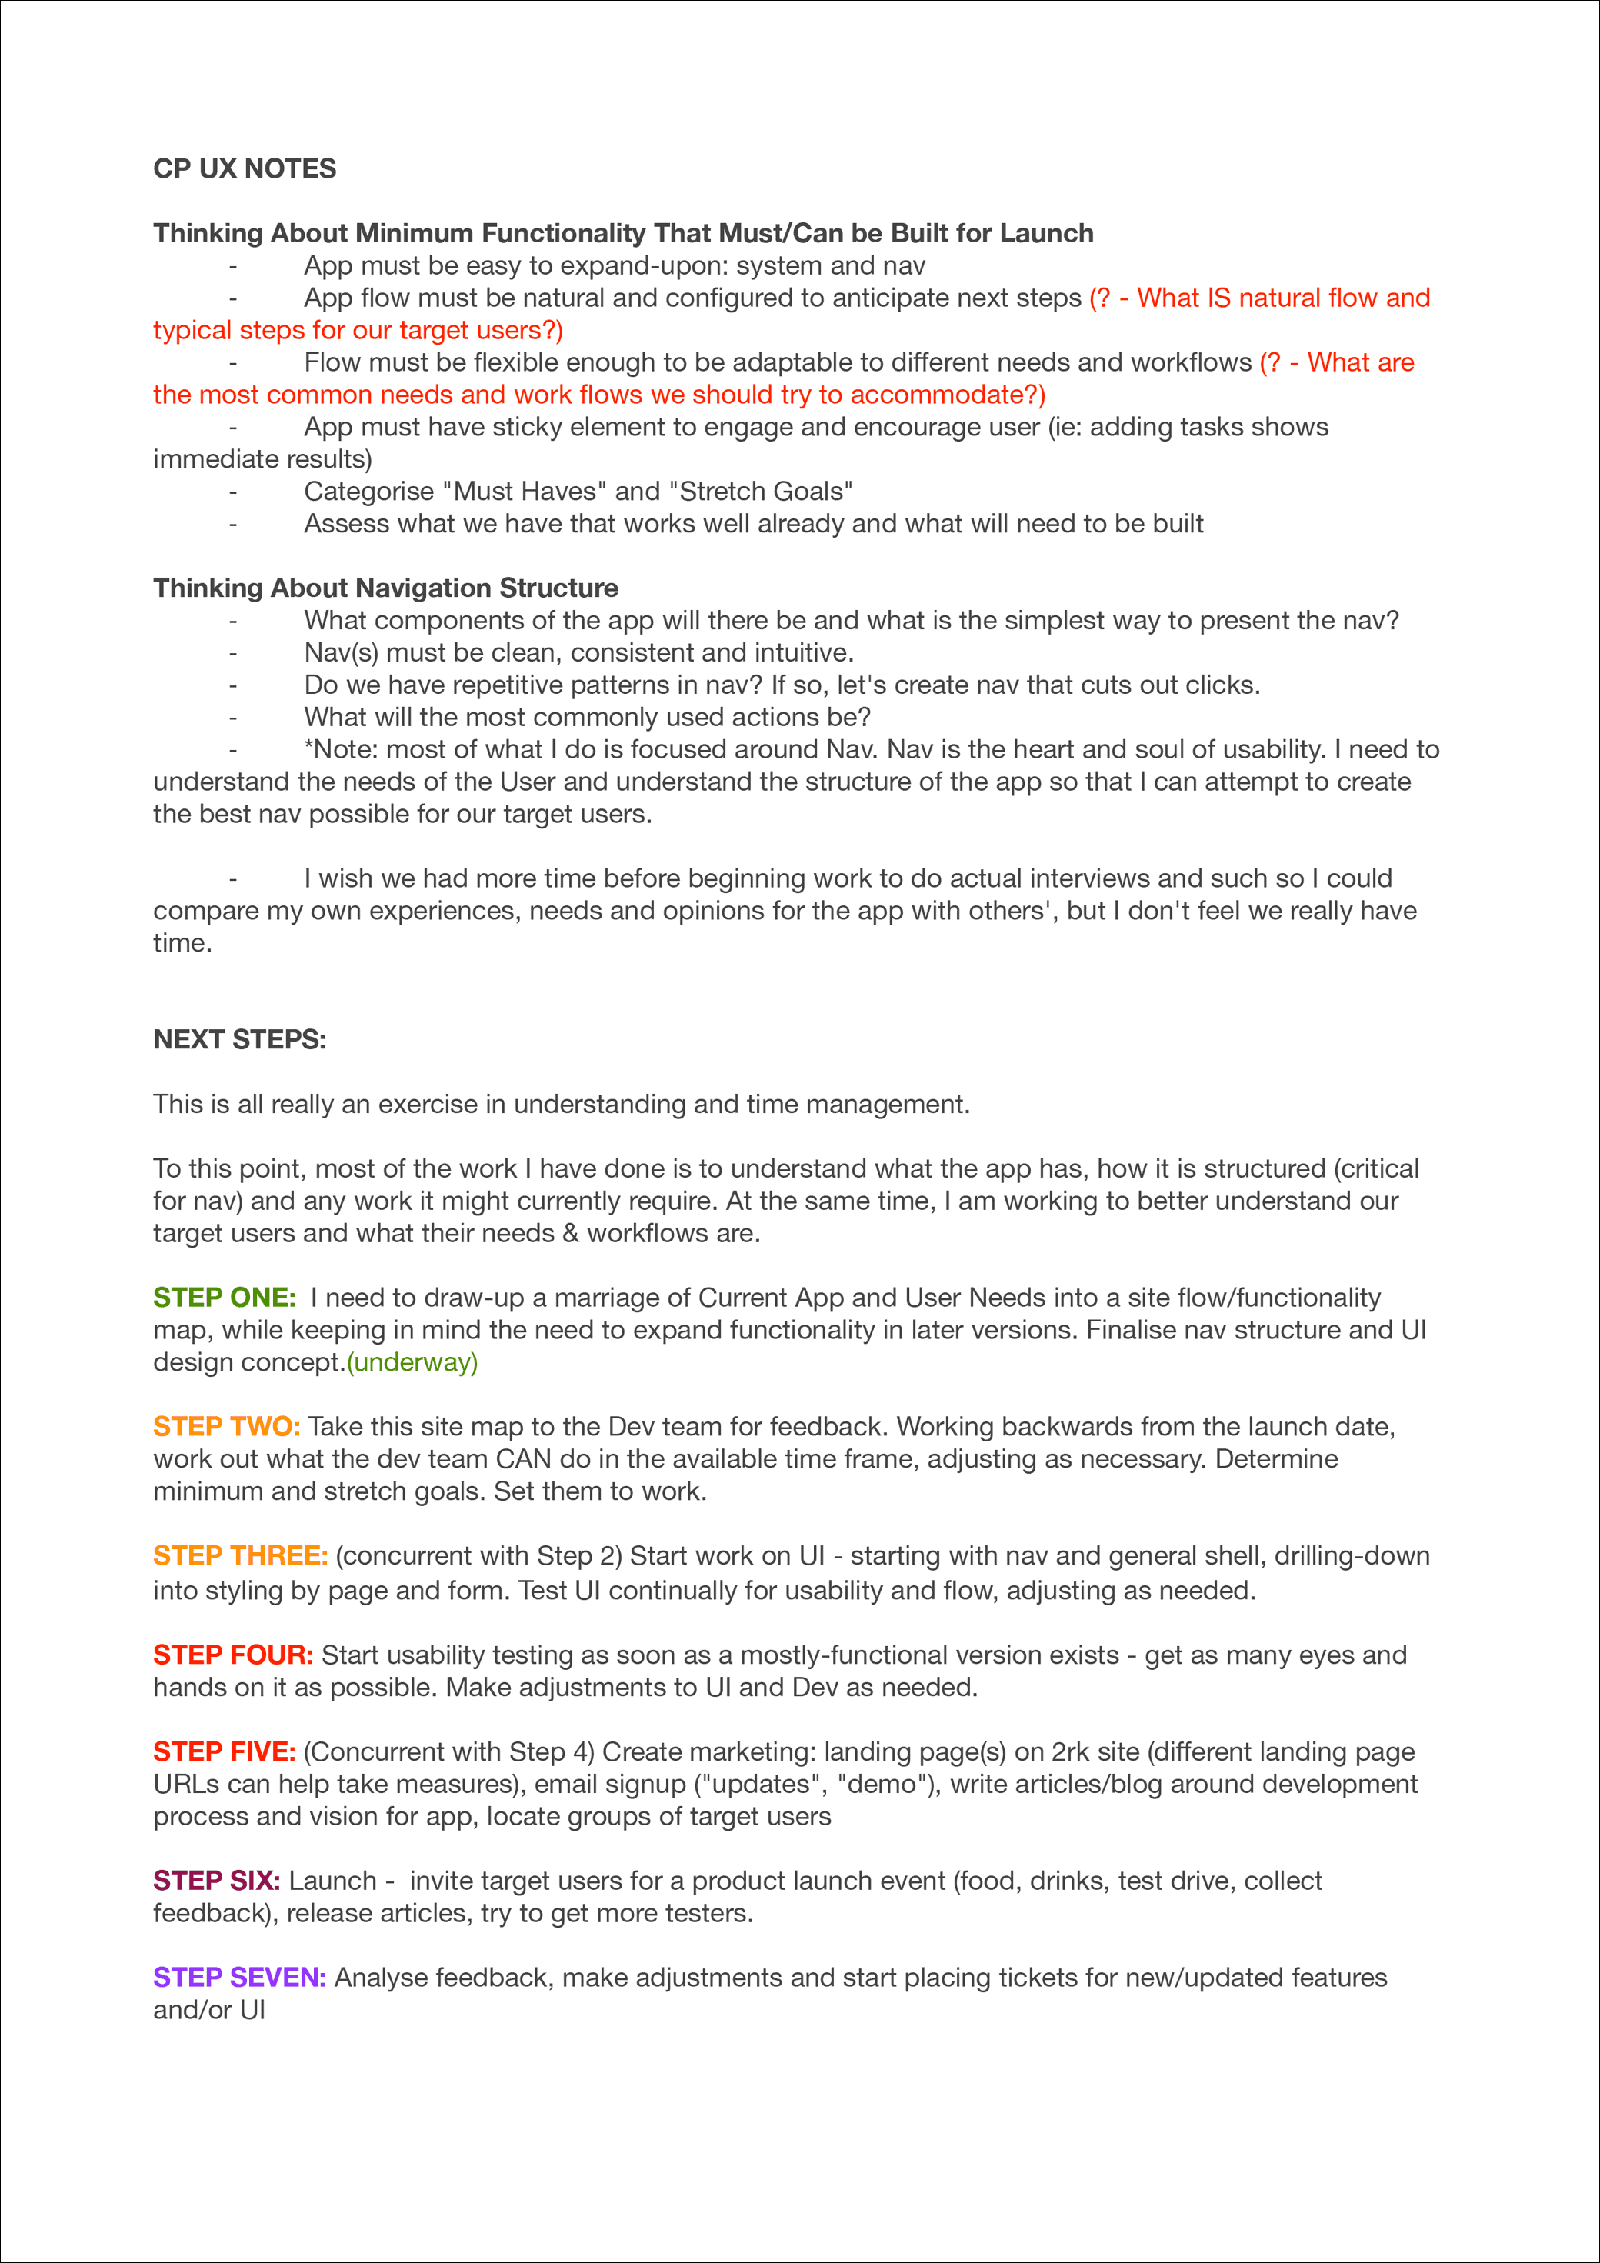 CP UX NOTES
Thinking About Minimum Functionality That Must/Can be Built for Launch
- App must be easy to expand-upon: system and nav
- App flow must be natural and configured to anticipate next steps (? - What IS natural flow and
typical steps for our target users?)
- Flow must be flexible enough to be adaptable to different needs and workflows (? - What are
the most common needs and work flows we should try to accommodate?)
- App must have sticky element to engage and encourage user (ie: adding tasks shows
immediate results)
- Categorise "Must Haves" and "Stretch Goals"
- Assess what we have that works well already and what will need to be built
Thinking About Navigation Structure
- What components of the app will there be and what is the simplest way to present the nav?
- Nav(s) must be clean, consistent and intuitive.
- Do we have repetitive patterns in nav? If so, let's create nav that cuts out clicks.
- What will the most commonly used actions be?
- *Note: most of what I do is focused around Nav. Nav is the heart and soul of usability. I need to
understand the needs of the User and understand the structure of the app so that I can attempt to create
the best nav possible for our target users.
- I wish we had more time before beginning work to do actual interviews and such so I could
compare my own experiences, needs and opinions for the app with others', but I don't feel we really have
time.
NEXT STEPS:
This is all really an exercise in understanding and time management.
To this point, most of the work I have done is to understand what the app has, how it is structured (critical
for nav) and any work it might currently require. At the same time, I am working to better understand our
target users and what their needs & workflows are.
STEP ONE: I need to draw-up a marriage of Current App and User Needs into a site flow/functionality
map, while keeping in mind the need to expand functionality in later versions. Finalise nav structure and UI
design concept.(underway)
STEP TWO: Take this site map to the Dev team for feedback. Working backwards from the launch date,
work out what the dev team CAN do in the available time frame, adjusting as necessary. Determine
minimum and stretch goals. Set them to work.
STEP THREE: (concurrent with Step 2) Start work on UI - starting with nav and general shell, drilling-down
into styling by page and form. Test UI continually for usability and flow, adjusting as needed.
STEP FOUR: Start usability testing as soon as a mostly-functional version exists - get as many eyes and
hands on it as possible. Make adjustments to UI and Dev as needed.
STEP FIVE: (Concurrent with Step 4) Create marketing: landing page(s) on 2rk site (different landing page
URLs can help take measures), email signup ("updates", "demo"), write articles/blog around development
process and vision for app, locate groups of target users
STEP SIX: Launch - invite target users for a product launch event (food, drinks, test drive, collect
feedback), release articles, try to get more testers.
STEP SEVEN: Analyse feedback, make adjustments and start placing tickets for new/updated features
and/or UI